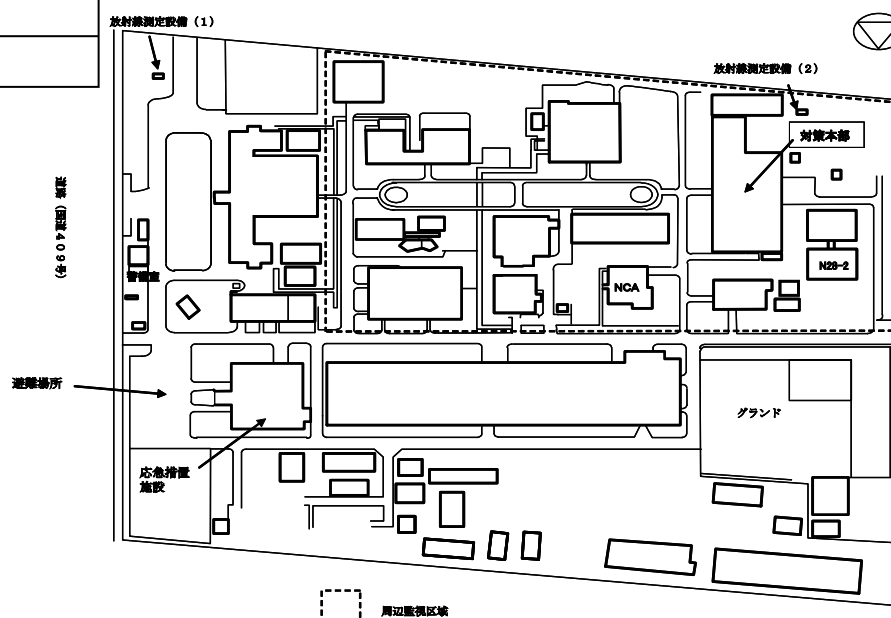 放射線測定設備（１）
放射線測定設備（２）
対策本部
道路（国道４０９号）
警備室
N28-2
NCA
避難場所
グランド
応急措置
施設
周辺監視区域